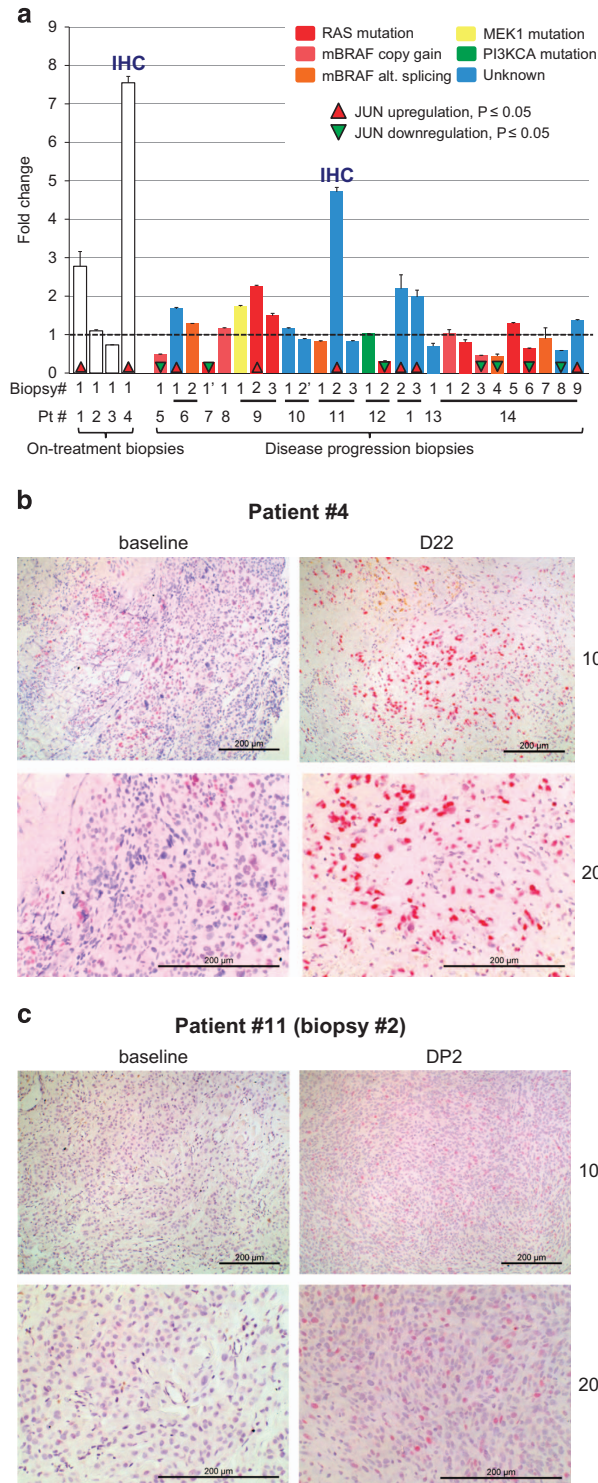 a
9
8
7
6
5
4
3
2
1
0
Fold change
RAS mutation
mBRAF copy gain
mBRAF alt. splicing
MEK1 mutation
PI3KCA mutation
Unknown
JUN upregulation, P ≤ 0.05
JUN downregulation, P ≤ 0.05
IHC
IHC
Biopsy# 1 1 1 1 1 1 2 1' 1 1 2 3 1 2' 1 2 3 1 2 2 3 1 1 2 3 4 5 6 7 8 9
Pt # 1 2 3 4 5 6 7 8 9 10 11 12 1 13 14
On-treatment biopsies Disease progression biopsies
b
Patient #4
baseline D22
10
200 µm 200 µm
20
200 µm 200 µm
c
Patient #11 (biopsy #2)
baseline DP2
10
200 µm 200 µm
20
200 µm 200 µm